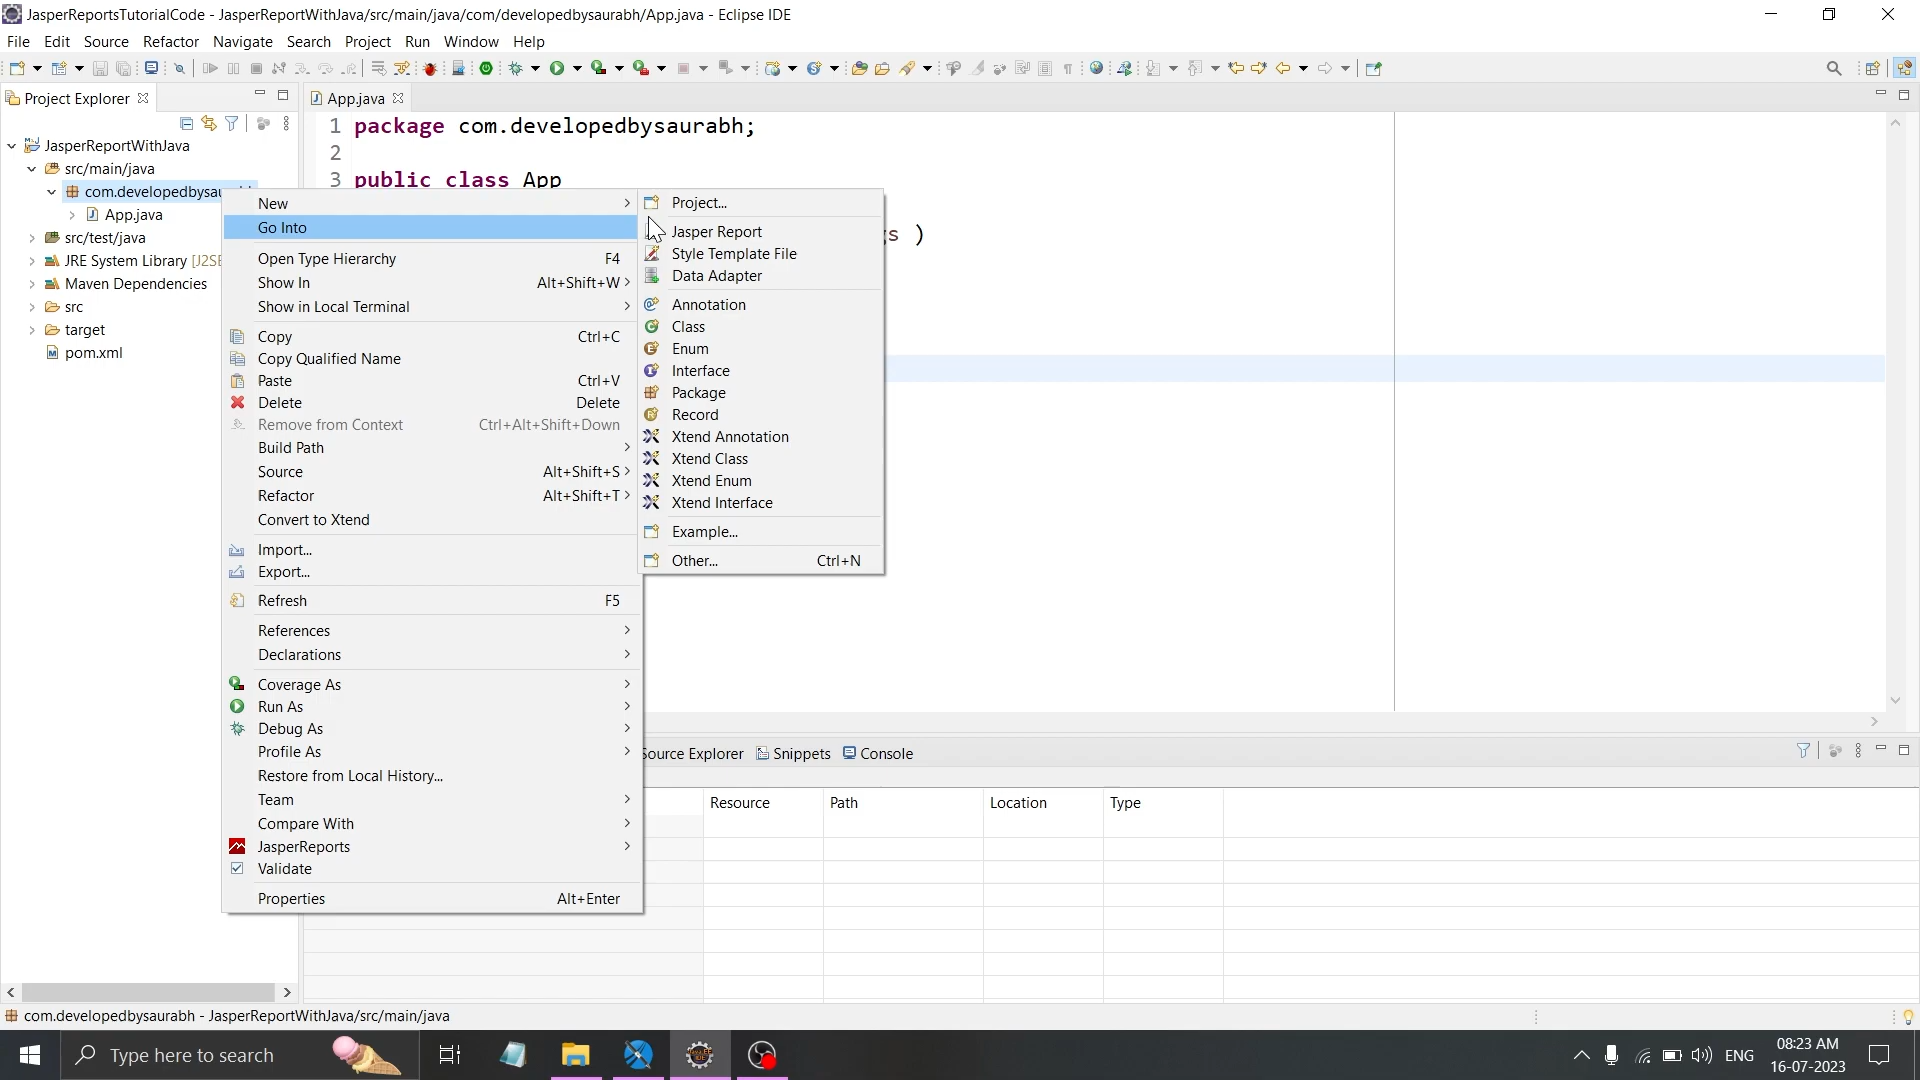 JasperReportsTutorialCode - JasperReportWithJava/src/main/java/com/developedbysaurabh/App.java - Eclipse IDE
File Edit Source Refactor Navigate Search Project Run Window Help
Project Explorer
App.java
JasperReportWithJava
src/main/java
com.developedbysau
App.java
src/test/java
JRE System Library [J2SE
Maven Dependencies
src
target
pom.xml
1 package com.developedbysaurabh;
2
3 public class App
s )
New
Go Into
Open Type Hierarchy F4
Show In Alt+Shift+W
Show in Local Terminal
Copy Ctrl+C
Copy Qualified Name
Paste Ctrl+V
Delete Delete
Remove from Context Ctrl+Alt+Shift+Down
Build Path
Source Alt+Shift+S
Refactor Alt+Shift+T
Convert to Xtend
Import...
Export...
Refresh F5
References
Declarations
Coverage As
Run As
Debug As
Profile As
Restore from Local History...
Team
Compare With
JasperReports
Validate
Properties Alt+Enter
Project...
Jasper Report
Style Template File
Data Adapter
Annotation
Class
Enum
Interface
Package
Record
Xtend Annotation
Xtend Class
Xtend Enum
Xtend Interface
Example...
Other... Ctrl+N
Source Explorer Snippets Console
Resource Path Location Type
com.developedbysaurabh - JasperReportWithJava/src/main/java
Type here to search
ENG
08:23 AM
16-07-2023